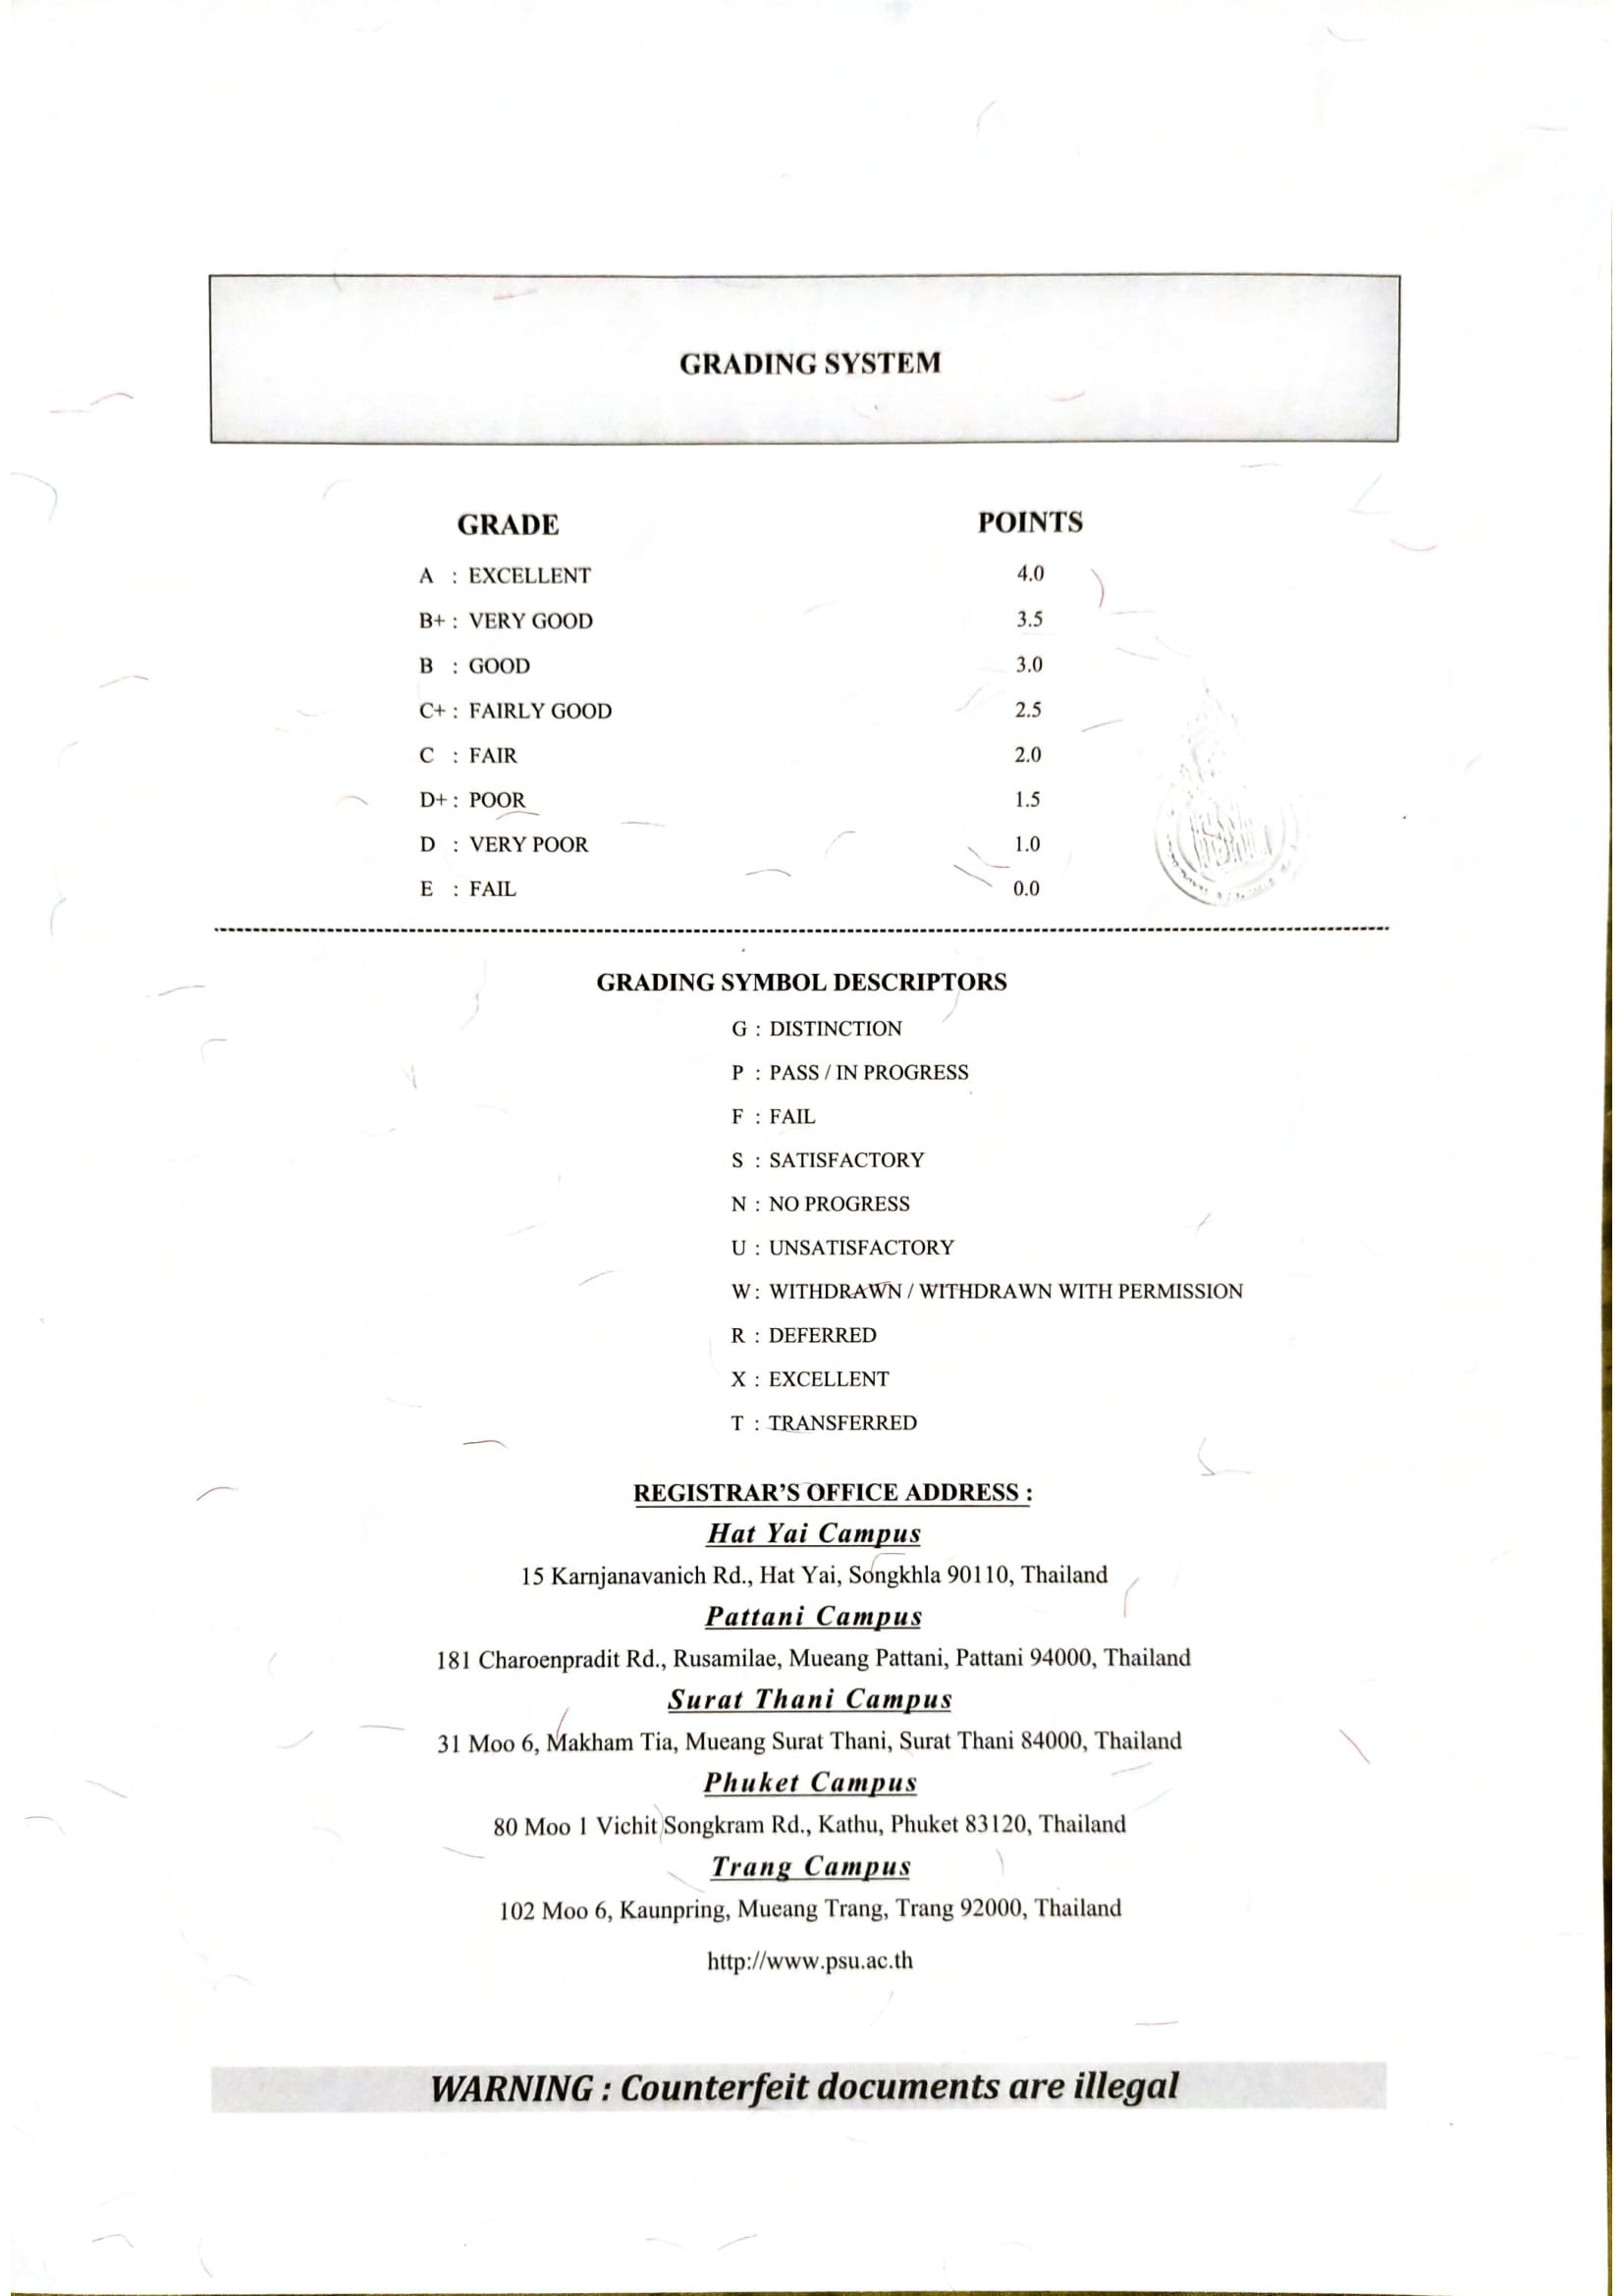 GRADING SYSTEM
GRADE POINTS
A : EXCELLENT 4.0
B+ : VERY GOOD 3.5
B : GOOD 3.0
C+ : FAIRLY GOOD 2.5
C : FAIR 2.0
D+ : POOR 1.5
D : VERY POOR 1.0
E : FAIL 0.0
GRADING SYMBOL DESCRIPTORS
G : DISTINCTION
P : PASS / IN PROGRESS
F : FAIL
S : SATISFACTORY
N : NO PROGRESS
U : UNSATISFACTORY
W : WITHDRAWN / WITHDRAWN WITH PERMISSION
R : DEFERRED
X : EXCELLENT
T : TRANSFERRED
REGISTRAR'S OFFICE ADDRESS :
Hat Yai Campus
15 Karnjanavanich Rd., Hat Yai, Songkhla 90110, Thailand
Pattani Campus
181 Charoenpradit Rd., Rusamilae, Mueang Pattani, Pattani 94000, Thailand
Surat Thani Campus
31 Moo 6, Makham Tia, Mueang Surat Thani, Surat Thani 84000, Thailand
Phuket Campus
80 Moo 1 Vichit Songkram Rd., Kathu, Phuket 83120, Thailand
Trang Campus
102 Moo 6, Kaunpring, Mueang Trang, Trang 92000, Thailand
http://www.psu.ac.th
WARNING : Counterfeit documents are illegal